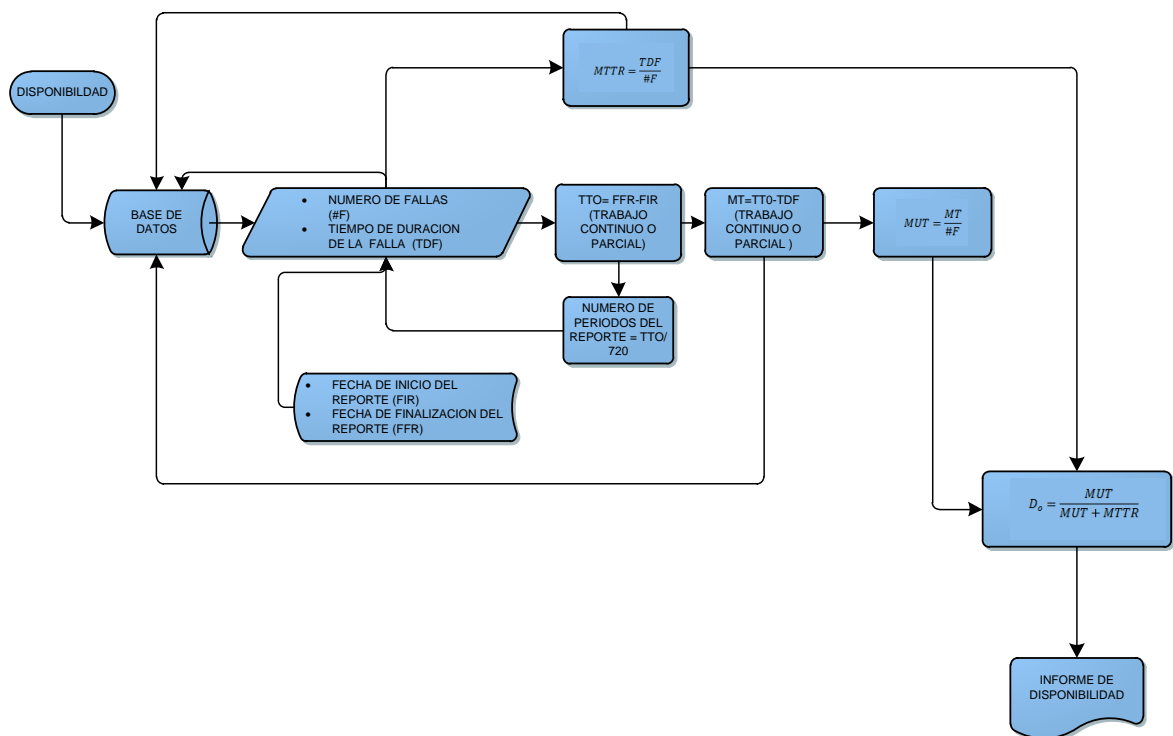 MTTR = TDF / #F
DISPONIBILDAD
BASE DE
DATOS
• NUMERO DE FALLAS
(#F)
• TIEMPO DE DURACION
DE LA FALLA (TDF)
TTO= FFR-FIR
(TRABAJO
CONTINUO O
PARCIAL)
MT=TT0-TDF
(TRABAJO
CONTINUO O
PARCIAL )
MUT = MT / #F
NUMERO DE
PERIODOS DEL
REPORTE = TTO/
720
• FECHA DE INICIO DEL
REPORTE (FIR)
• FECHA DE FINALIZACION DEL
REPORTE (FFR)
D_o = MUT / MUT + MTTR
INFORME DE
DISPONIBILIDAD